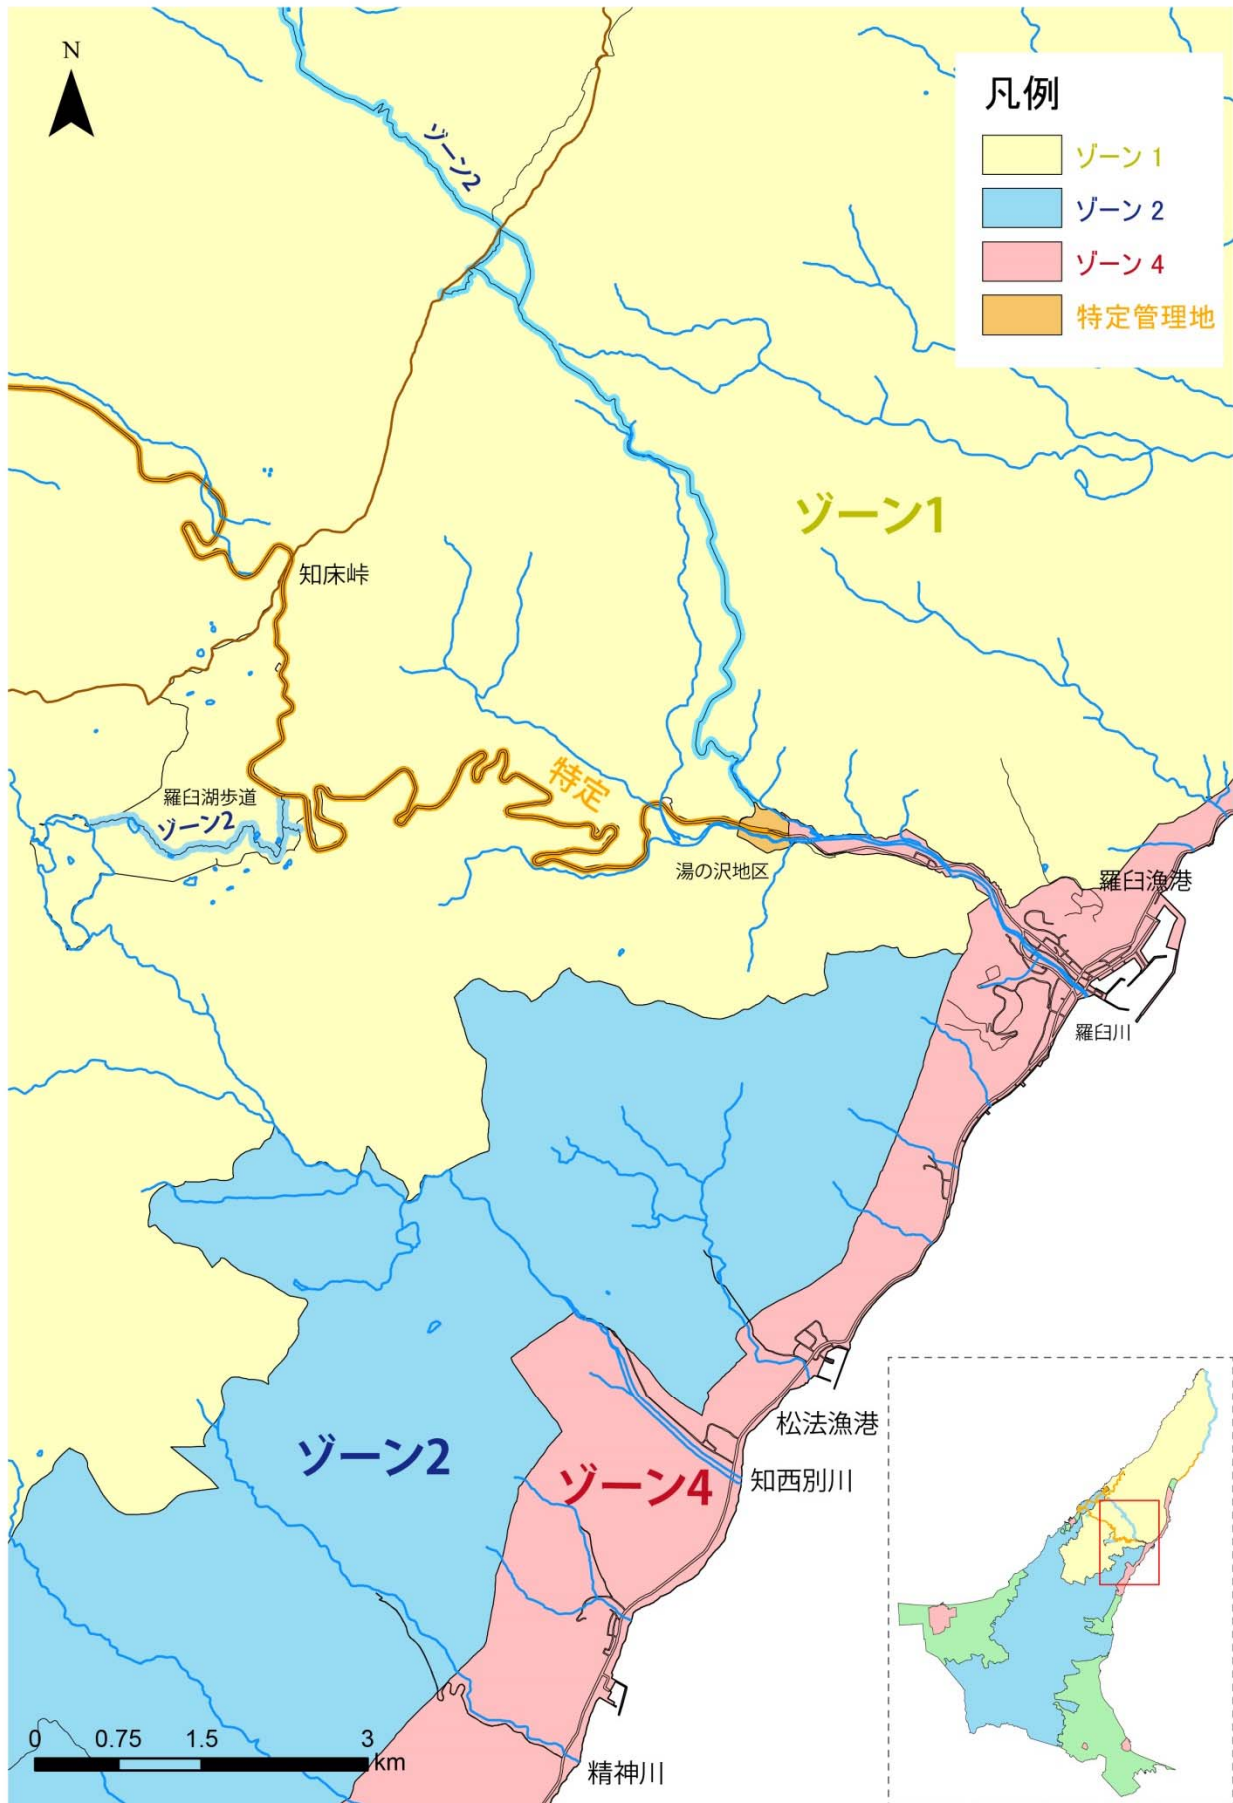 N
凡例
ゾーン 1
ゾーン 2
ゾーン 4
特定管理地
ゾーン2
ゾーン1
知床峠
特定
羅臼湖歩道
ゾーン2
湯の沢地区
羅臼漁港
羅臼川
松法漁港
ゾーン2
ゾーン4
知西別川
0 0.75 1.5 3
km
精神川